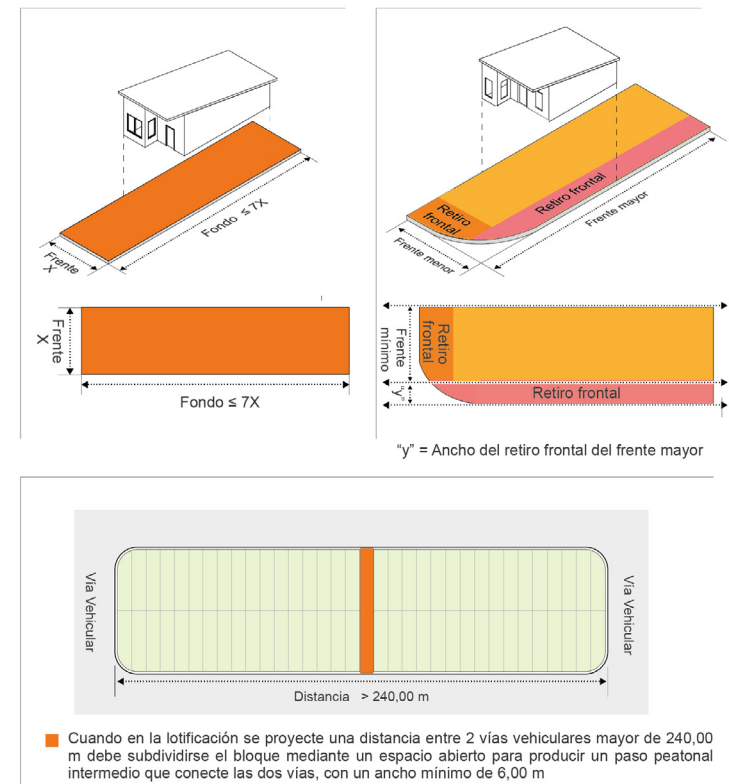 Fondo ≤ 7X
Frente
X
Retiro
frontal
Retiro frontal
Frente mayor
Frente menor
Frente
X
Fondo ≤ 7X
Frente
mínimo
Retiro
frontal
"y"
Retiro frontal
"y" = Ancho del retiro frontal del frente mayor
Vía Vehicular
Vía Vehicular
Distancia > 240,00 m
Cuando en la lotificación se proyecte una distancia entre 2 vías vehiculares mayor de 240,00
m debe subdividirse el bloque mediante un espacio abierto para producir un paso peatonal
intermedio que conecte las dos vías, con un ancho mínimo de 6,00 m